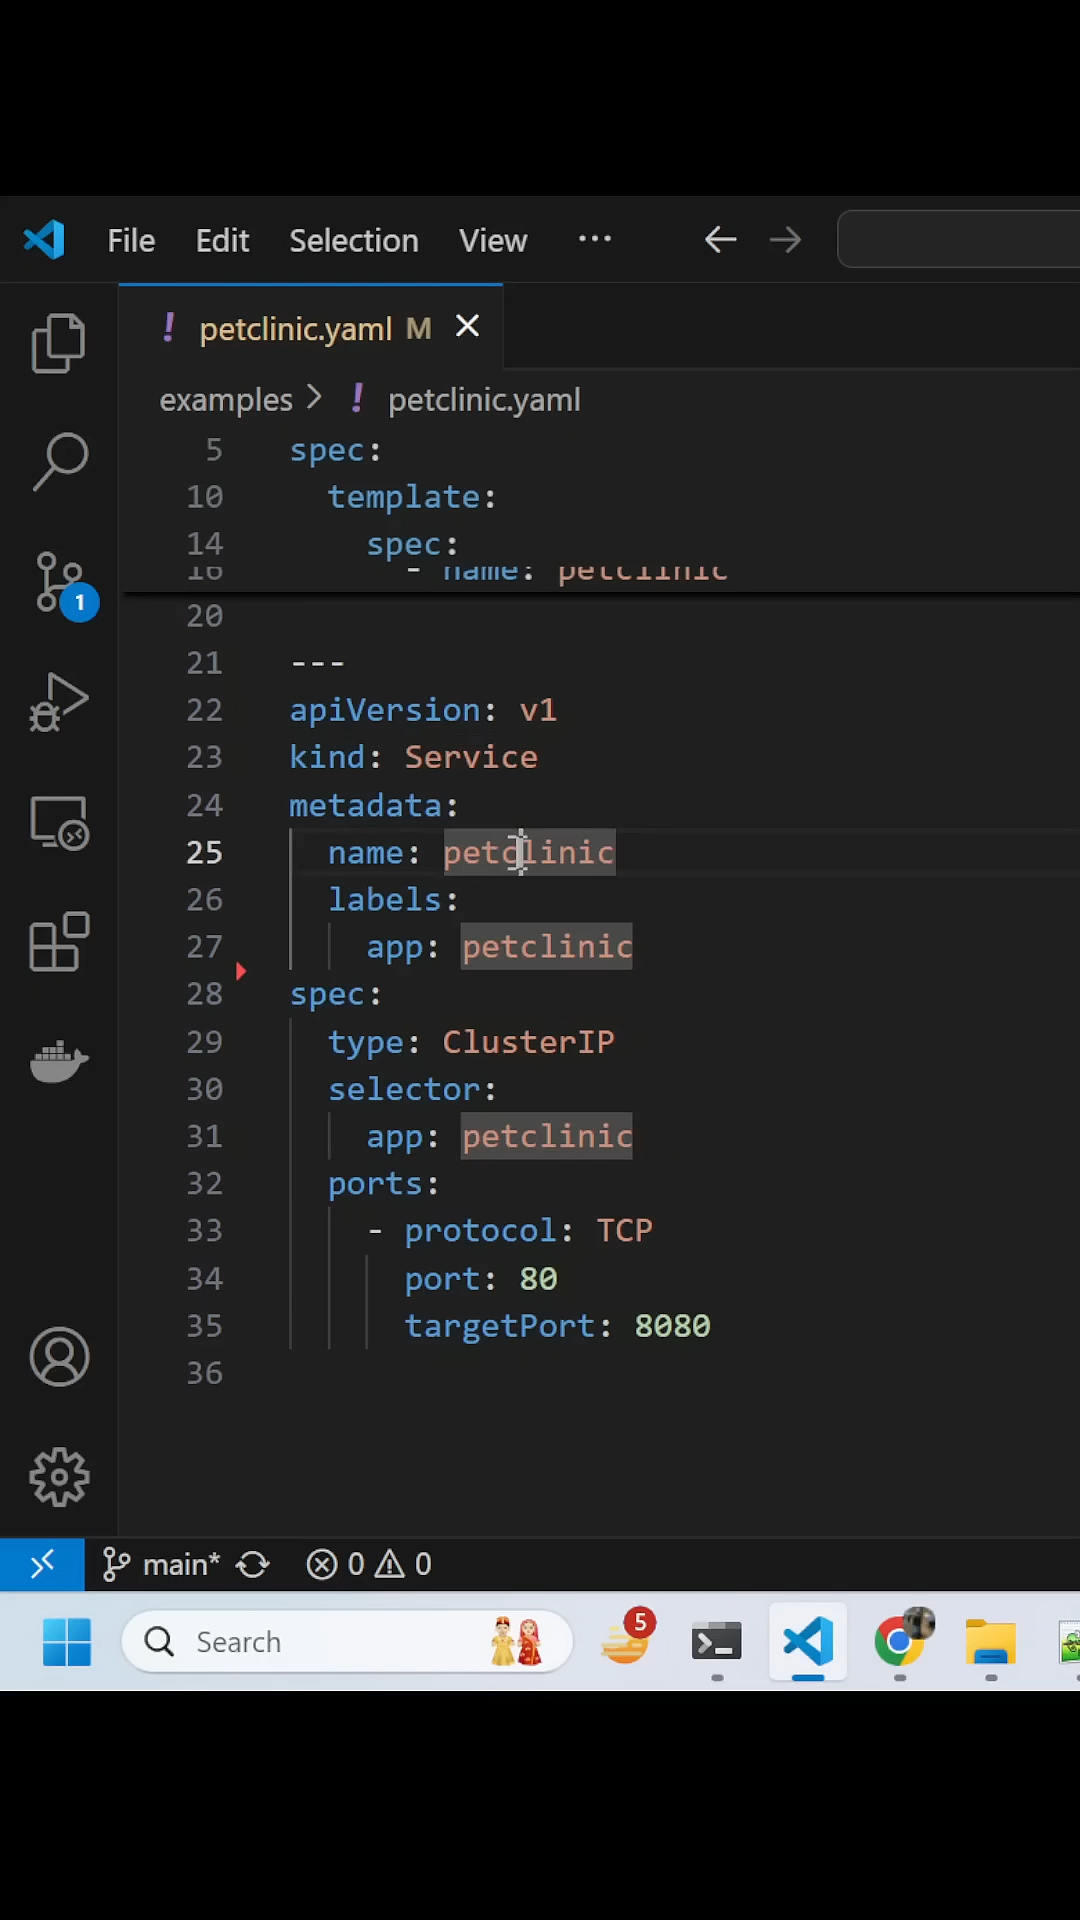 File Edit Selection View ...
! petclinic.yaml M
examples > ! petclinic.yaml
5 spec:
10 template:
14 spec:
16 - name: petclinic
20
21 ---
22 apiVersion: v1
23 kind: Service
24 metadata:
25 name: petclinic
26 labels:
27 app: petclinic
28 spec:
29 type: ClusterIP
30 selector:
31 app: petclinic
32 ports:
33 - protocol: TCP
34 port: 80
35 targetPort: 8080
36
1
main* 0 0
Search 5